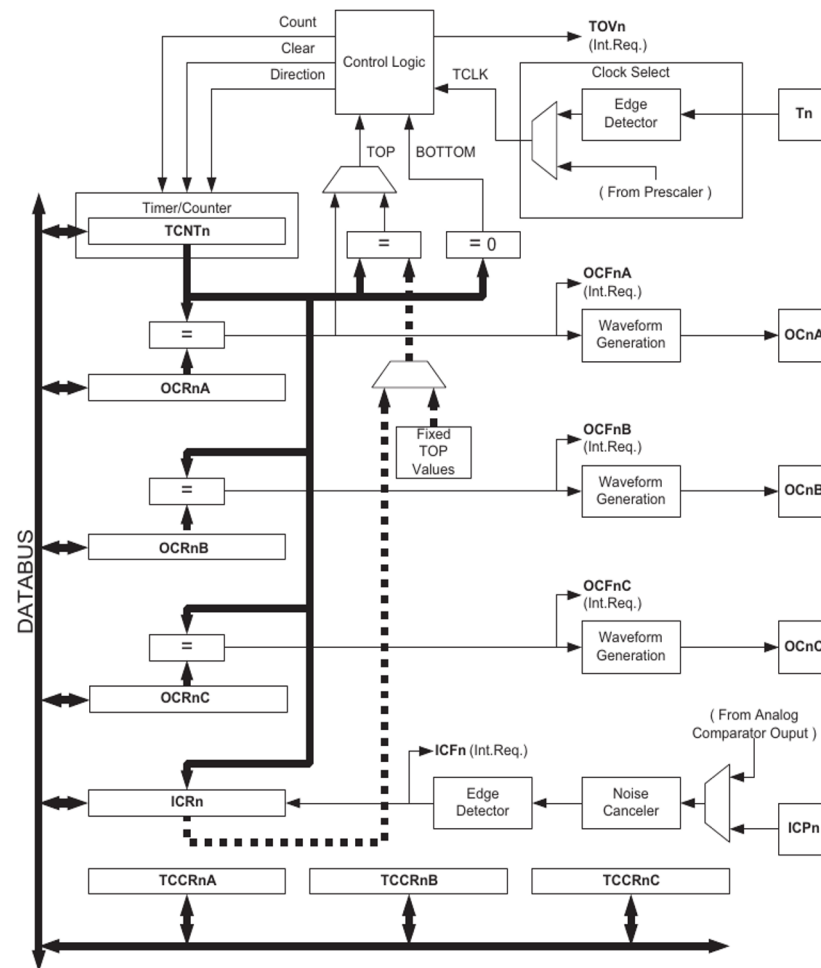 Count
Clear
Direction
Control Logic
TOVn
(Int.Req.)
TCLK
Clock Select
Edge
Detector
Tn
( From Prescaler )
TOP
BOTTOM
Timer/Counter
TCNTn
=
= 0
=
OCRnA
OCFnA
(Int.Req.)
Waveform
Generation
OCnA
Fixed
TOP
Values
=
OCRnB
OCFnB
(Int.Req.)
Waveform
Generation
OCnB
DATABUS
=
OCRnC
OCFnC
(Int.Req.)
Waveform
Generation
OCnC
( From Analog
Comparator Ouput )
ICFn (Int.Req.)
ICRn
Edge
Detector
Noise
Canceler
ICPn
TCCRnA
TCCRnB
TCCRnC